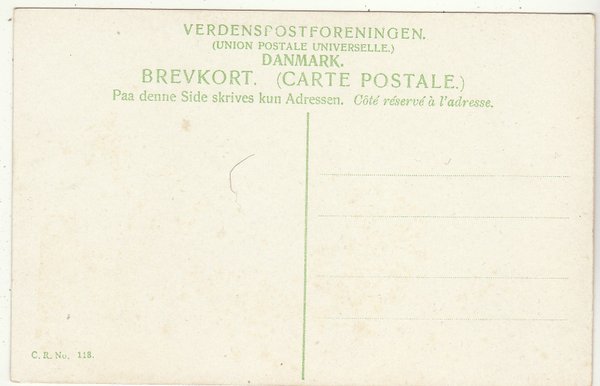 VERDENSPOSTFORENINGEN.
(UNION POSTALE UNIVERSELLE.)
DANMARK.
BREVKORT. (CARTE POSTALE.)
Paa denne Side skrives kun Adressen. Côté réservé à l'adresse.
C. R. No. 118.